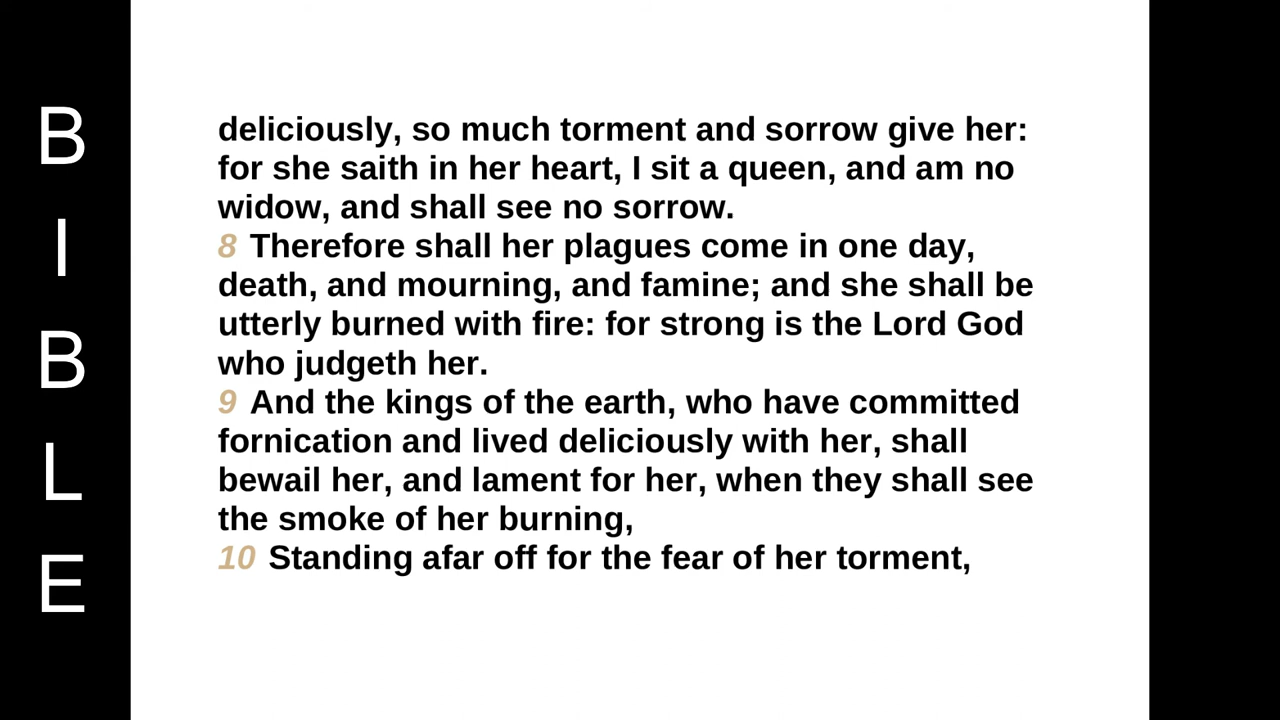 BIBLE
deliciously, so much torment and sorrow give her:
for she saith in her heart, I sit a queen, and am no
widow, and shall see no sorrow.
8 Therefore shall her plagues come in one day,
death, and mourning, and famine; and she shall be
utterly burned with fire: for strong is the Lord God
who judgeth her.
9 And the kings of the earth, who have committed
fornication and lived deliciously with her, shall
bewail her, and lament for her, when they shall see
the smoke of her burning,
10 Standing afar off for the fear of her torment,